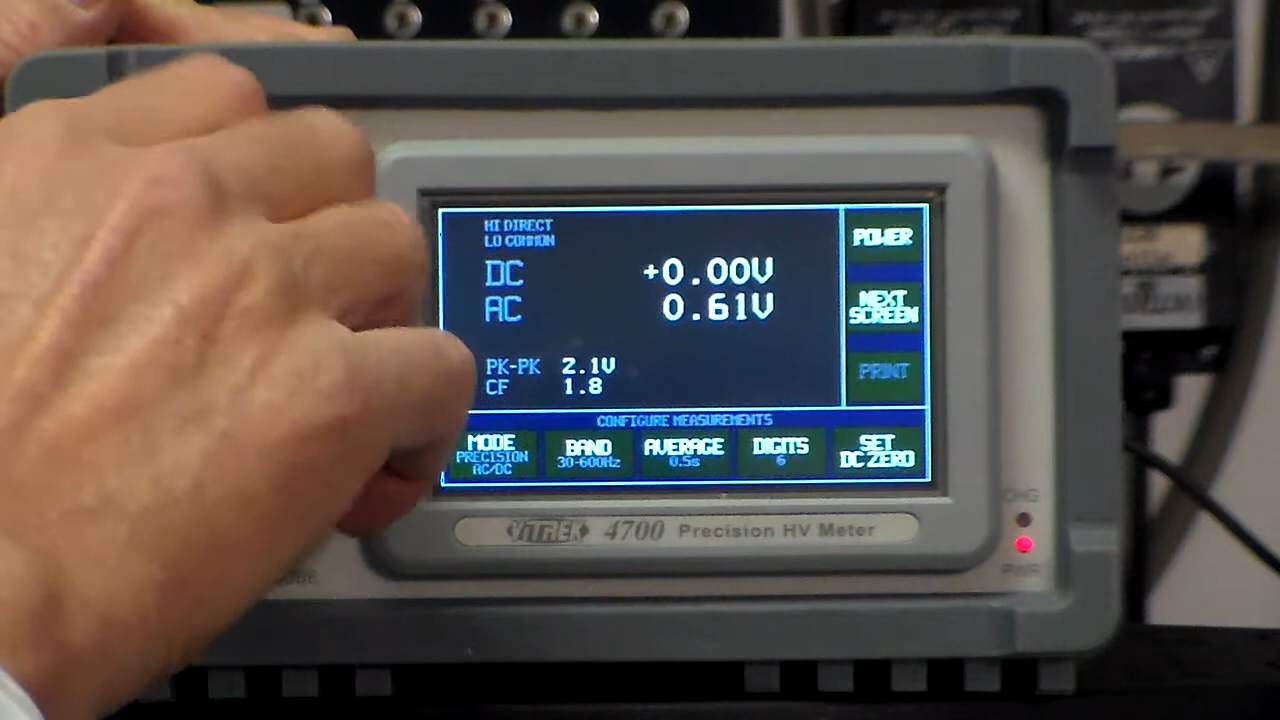 HI DIRECT
LO COMMON
DC +0.00V
AC 0.61V
PK-PK 2.1V
CF 1.8
POWER
NEXT
SCREEN
PRINT
CONFIGURE MEASUREMENTS
MODE
PRECISION
AC/DC
BAND
30-600Hz
AVERAGE
0.5s
DIGITS
6
SET
DC ZERO
VITREK 4700 Precision HV Meter
CHG
PWR